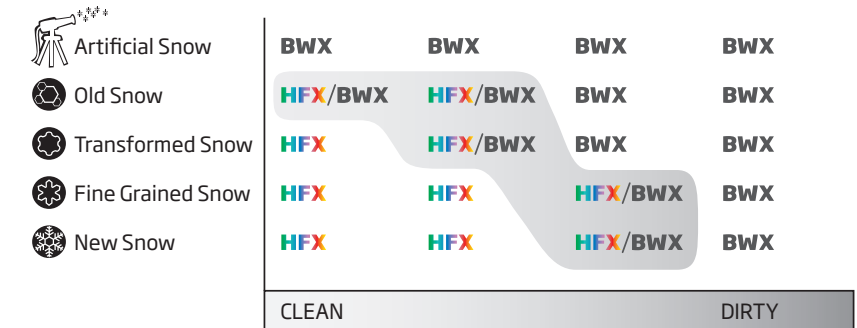 Artificial Snow BWX BWX BWX BWX
Old Snow HFX/BWX HFX/BWX BWX BWX
Transformed Snow HFX HFX/BWX BWX BWX
Fine Grained Snow HFX HFX HFX/BWX BWX
New Snow HFX HFX HFX/BWX BWX
CLEAN DIRTY